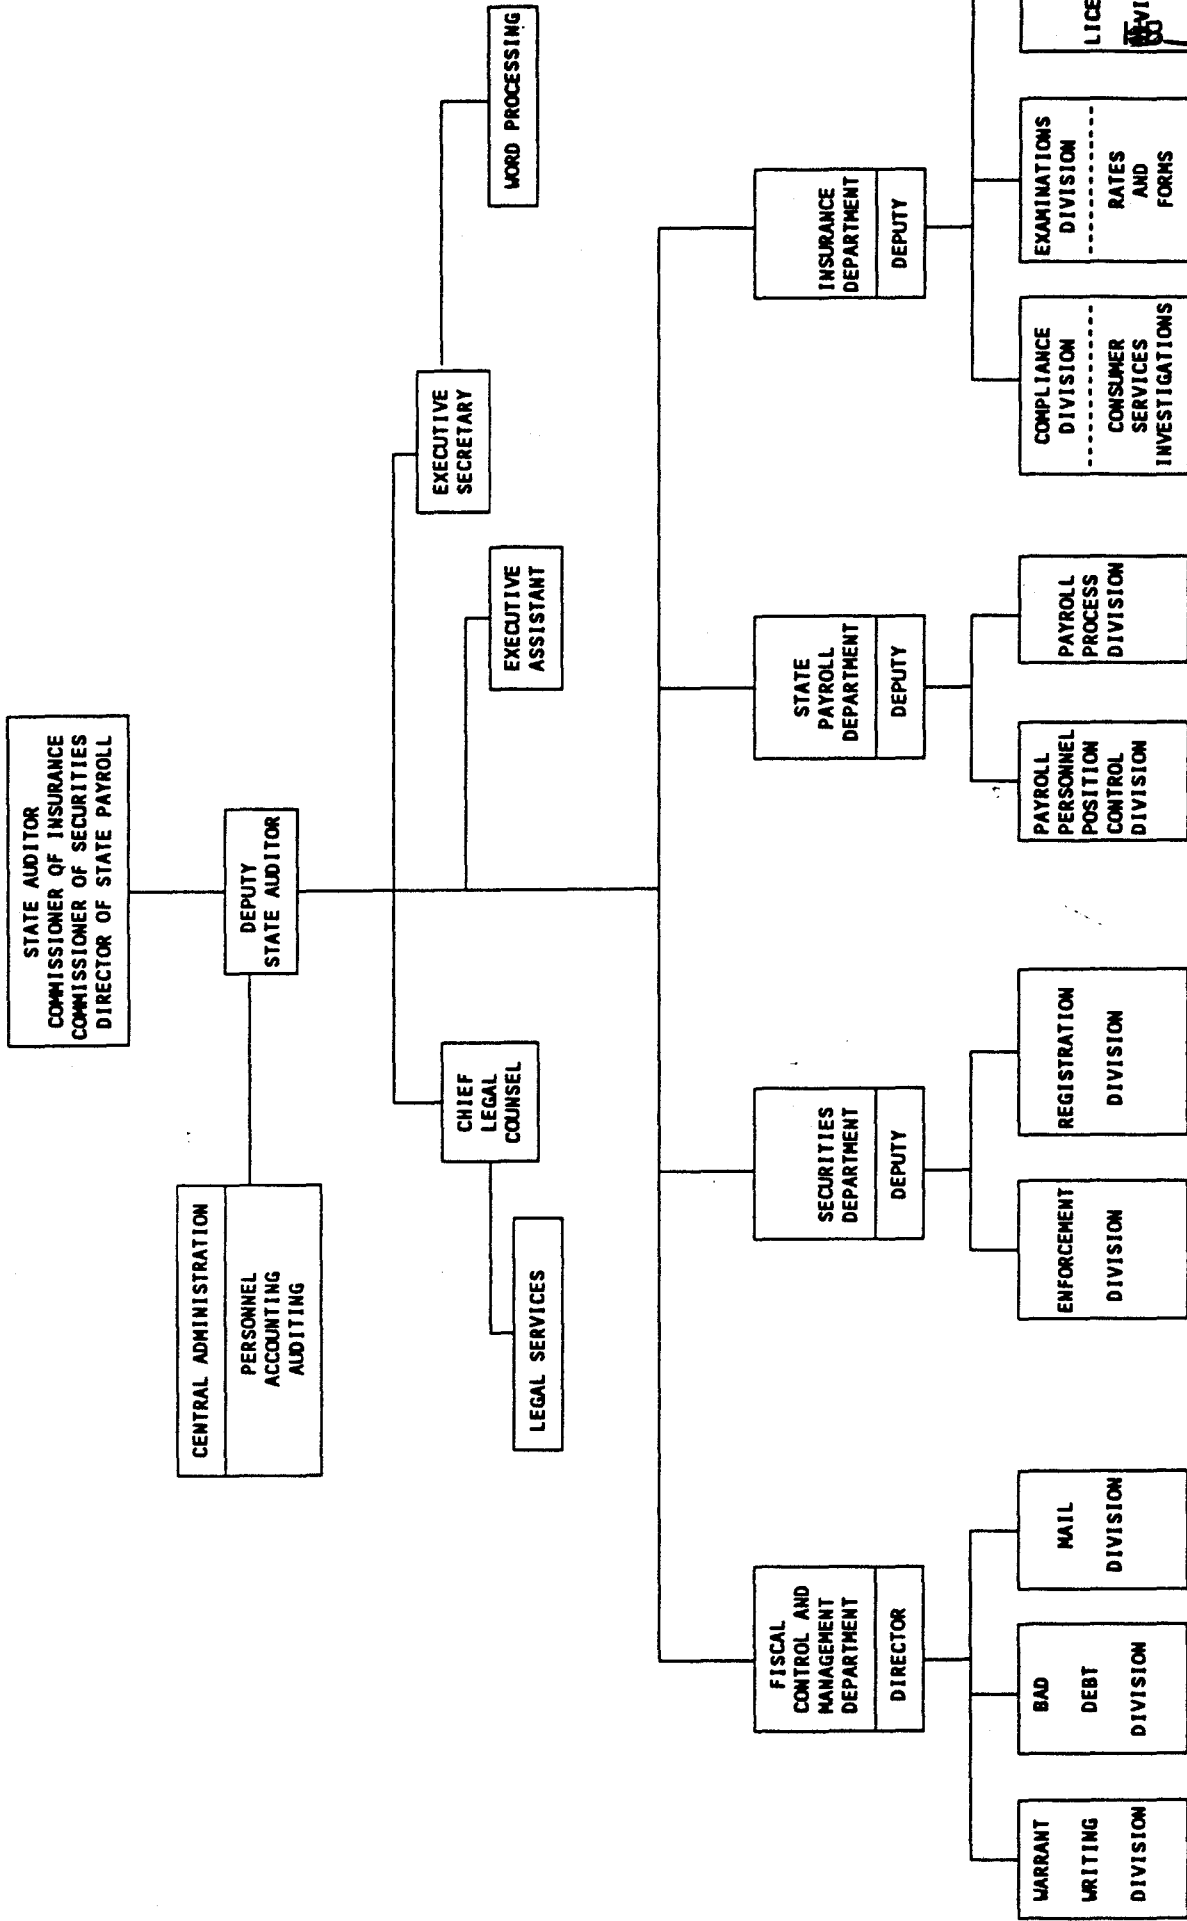 STATE AUDITOR
COMMISSIONER OF INSURANCE
COMMISSIONER OF SECURITIES
DIRECTOR OF STATE PAYROLL
CENTRAL ADMINISTRATION
PERSONNEL
ACCOUNTING
AUDITING
DEPUTY
STATE AUDITOR
CHIEF
LEGAL
COUNSEL
LEGAL SERVICES
EXECUTIVE
ASSISTANT
EXECUTIVE
SECRETARY
WORD PROCESSING
FISCAL
CONTROL AND
MANAGEMENT
DEPARTMENT
DIRECTOR
SECURITIES
DEPARTMENT
DEPUTY
STATE
PAYROLL
DEPARTMENT
DEPUTY
INSURANCE
DEPARTMENT
DEPUTY
WARRANT
WRITING
DIVISION
BAD
DEBT
DIVISION
MAIL
DIVISION
ENFORCEMENT
DIVISION
REGISTRATION
DIVISION
PAYROLL
PERSONNEL
POSITION
CONTROL
DIVISION
PAYROLL
PROCESS
DIVISION
COMPLIANCE
DIVISION
CONSUMER
SERVICES
INVESTIGATIONS
EXAMINATIONS
DIVISION
RATES
AND
FORMS
LICE